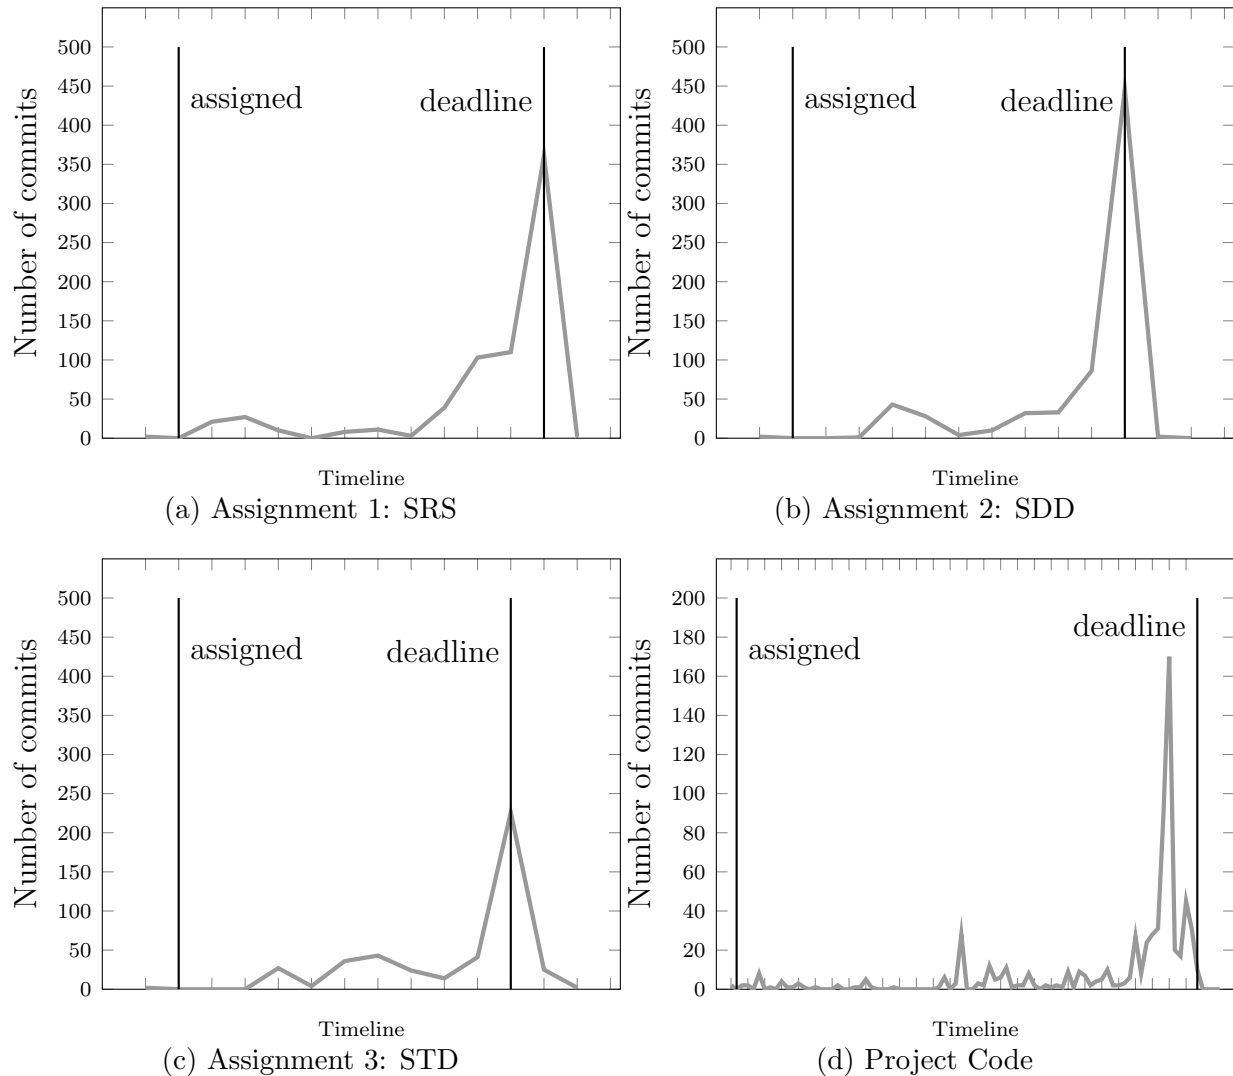 500
450
400
350
300
250
200
150
100
50
0
Number of commits
assigned
deadline
Timeline
(a) Assignment 1: SRS
500
450
400
350
300
250
200
150
100
50
0
Number of commits
assigned
deadline
Timeline
(b) Assignment 2: SDD
500
450
400
350
300
250
200
150
100
50
0
Number of commits
assigned
deadline
Timeline
(c) Assignment 3: STD
200
180
160
140
120
100
80
60
40
20
0
Number of commits
assigned
deadline
Timeline
(d) Project Code